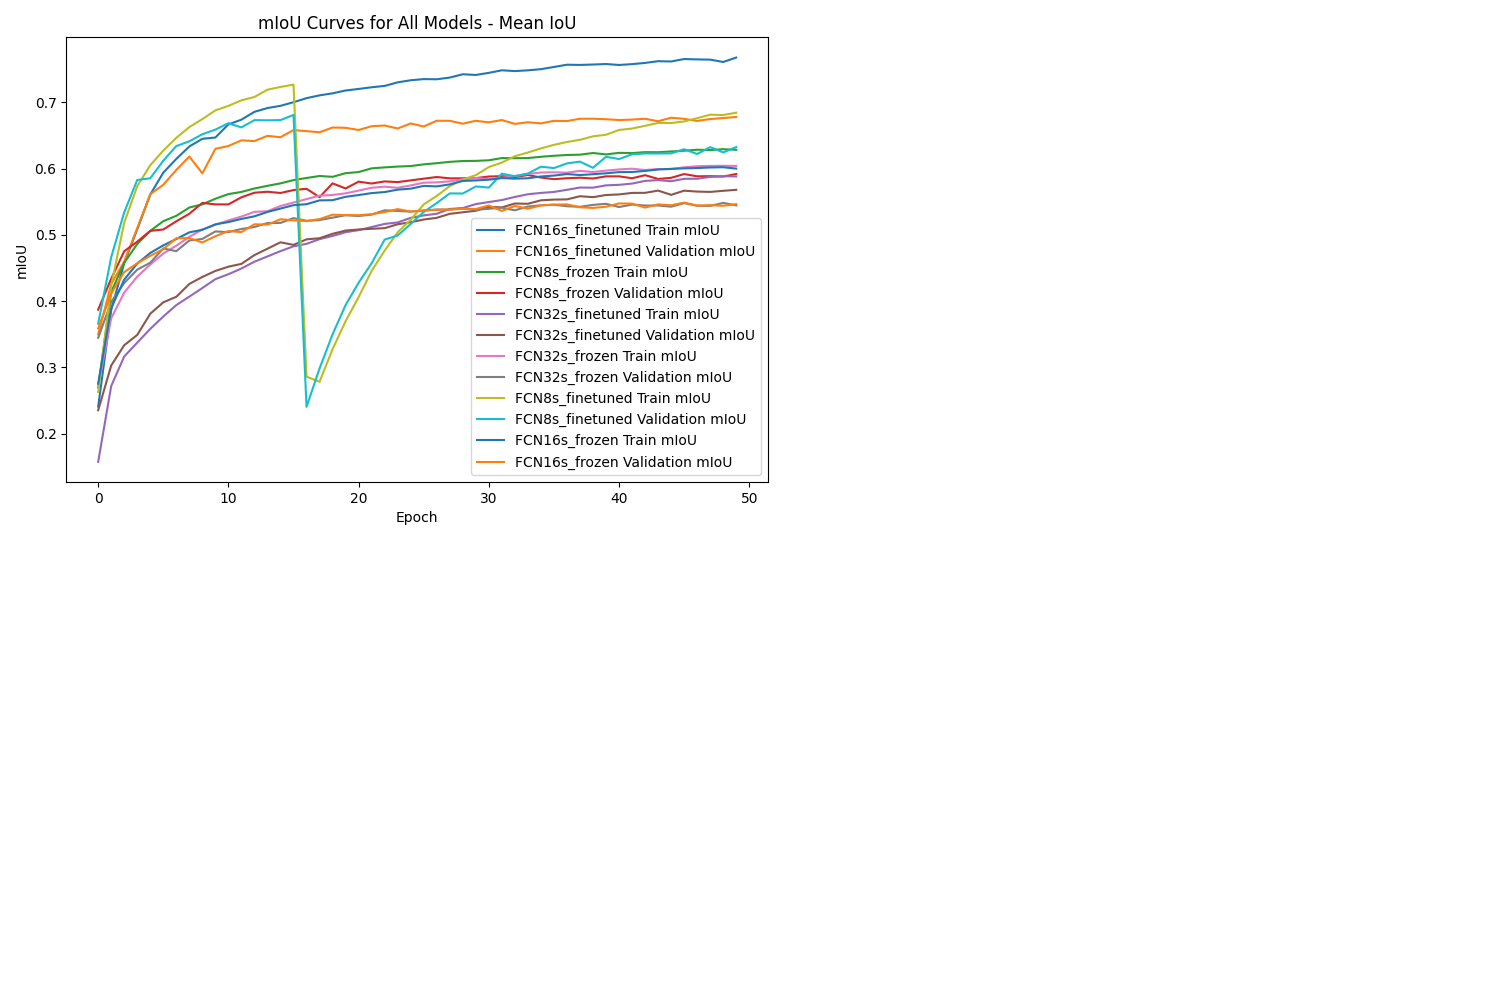 mIoU Curves for All Models - Mean IoU
mIoU
0.7
0.6
0.5
0.4
0.3
0.2
0 10 20 30 40 50
Epoch
FCN16s_finetuned Train mIoU
FCN16s_finetuned Validation mIoU
FCN8s_frozen Train mIoU
FCN8s_frozen Validation mIoU
FCN32s_finetuned Train mIoU
FCN32s_finetuned Validation mIoU
FCN32s_frozen Train mIoU
FCN32s_frozen Validation mIoU
FCN8s_finetuned Train mIoU
FCN8s_finetuned Validation mIoU
FCN16s_frozen Train mIoU
FCN16s_frozen Validation mIoU